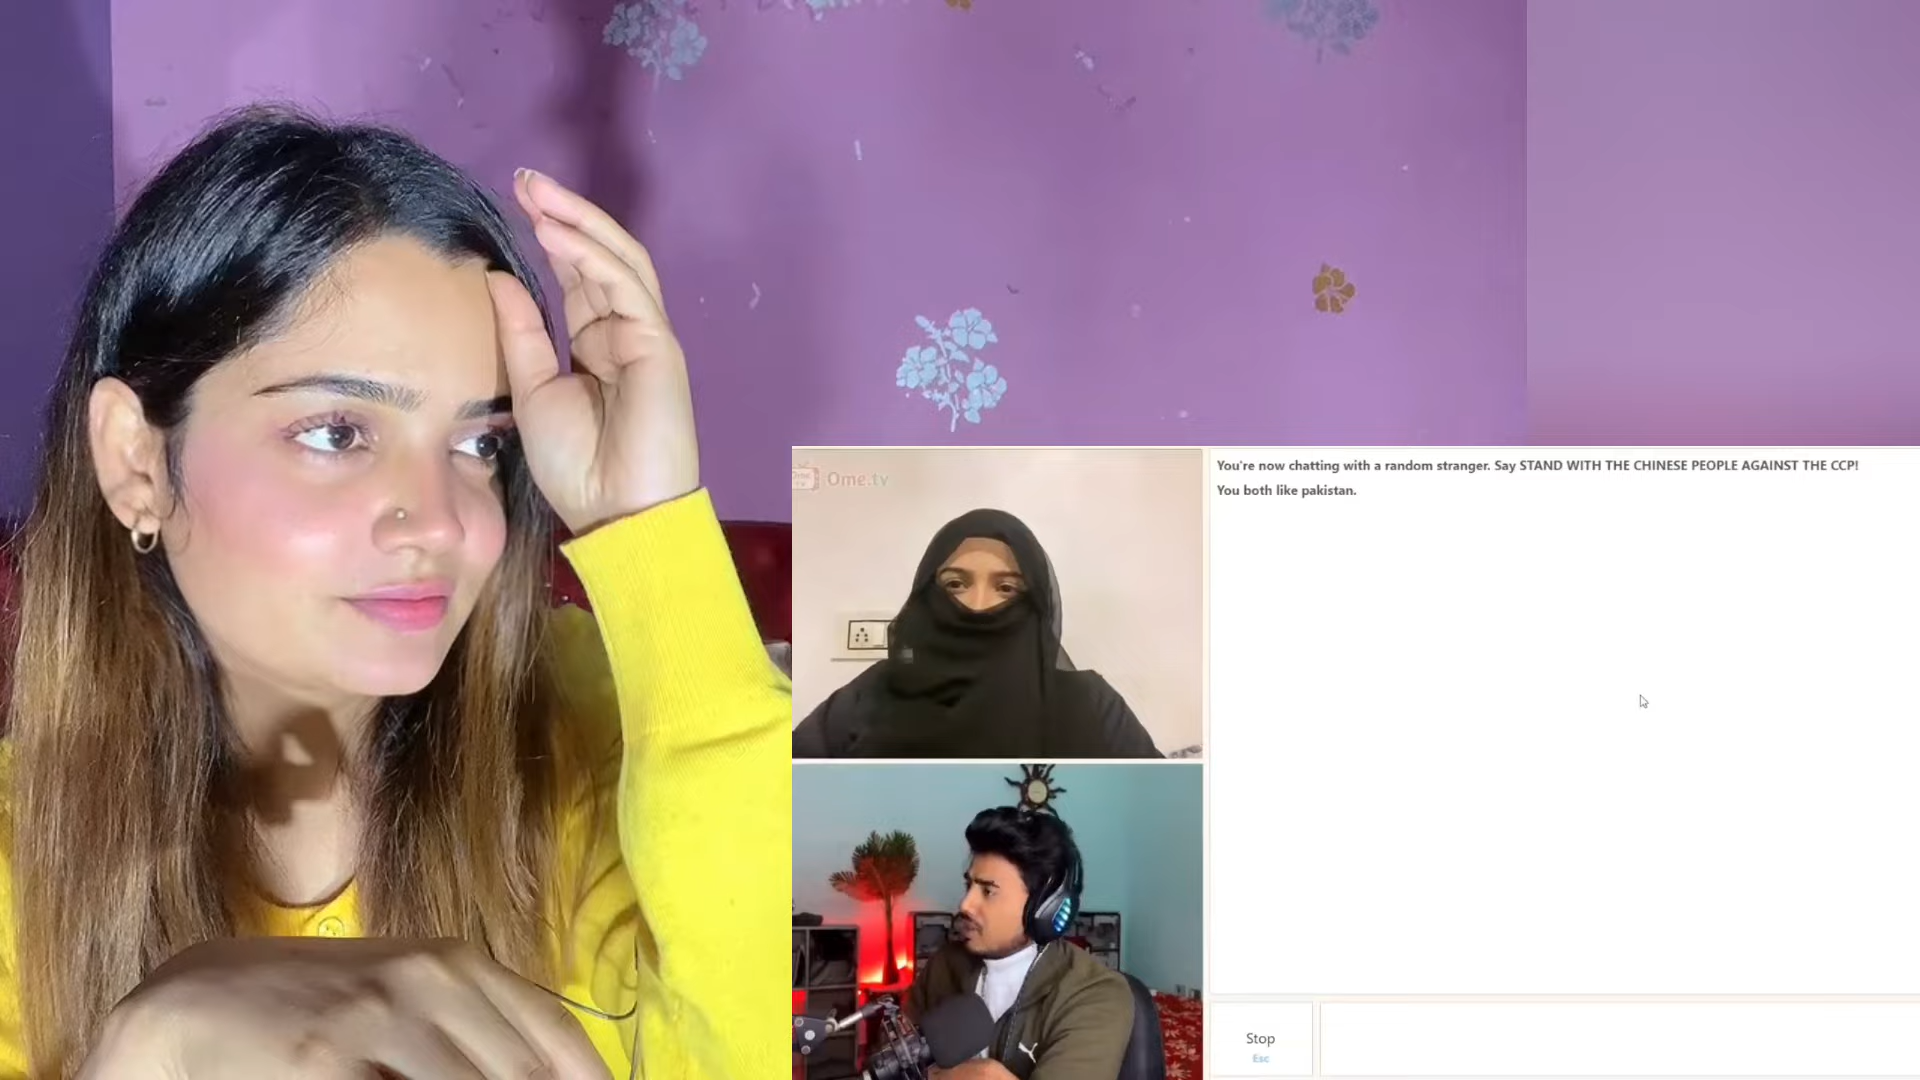 Ome.tv
You're now chatting with a random stranger. Say STAND WITH THE CHINESE PEOPLE AGAINST THE CCP!
You both like pakistan.
Stop
Esc